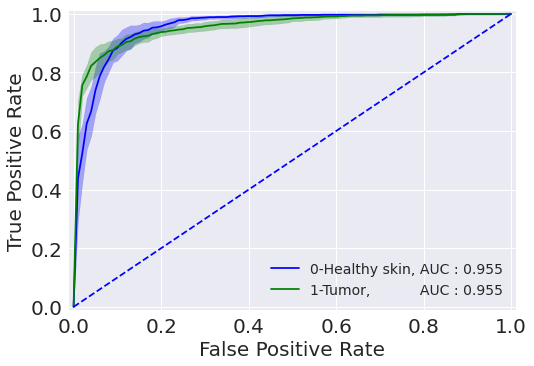 1.0
0.8
0.6
0.4
0.2
0.0
True Positive Rate
0-Healthy skin, AUC : 0.955
1-Tumor, AUC : 0.955
0.0 0.2 0.4 0.6 0.8 1.0
False Positive Rate